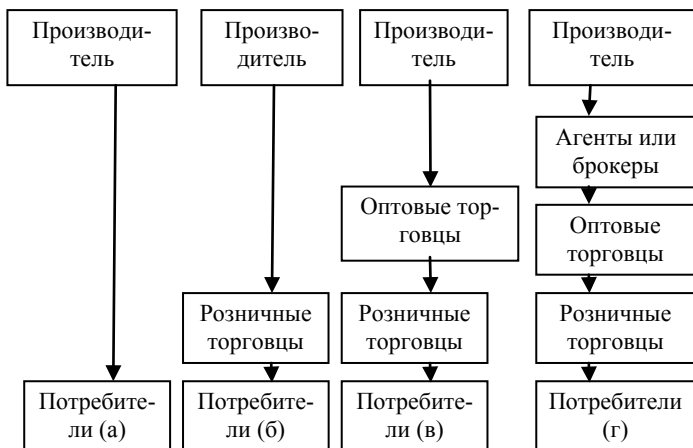 Производи-
тель
Произво-
дитель
Производи-
тель
Производи-
тель
Агенты или
брокеры
Оптовые тор-
говцы
Оптовые
торговцы
Розничные
торговцы
Розничные
торговцы
Розничные
торговцы
Потребите-
ли (а)
Потребите-
ли (б)
Потребите-
ли (в)
Потребители
(г)